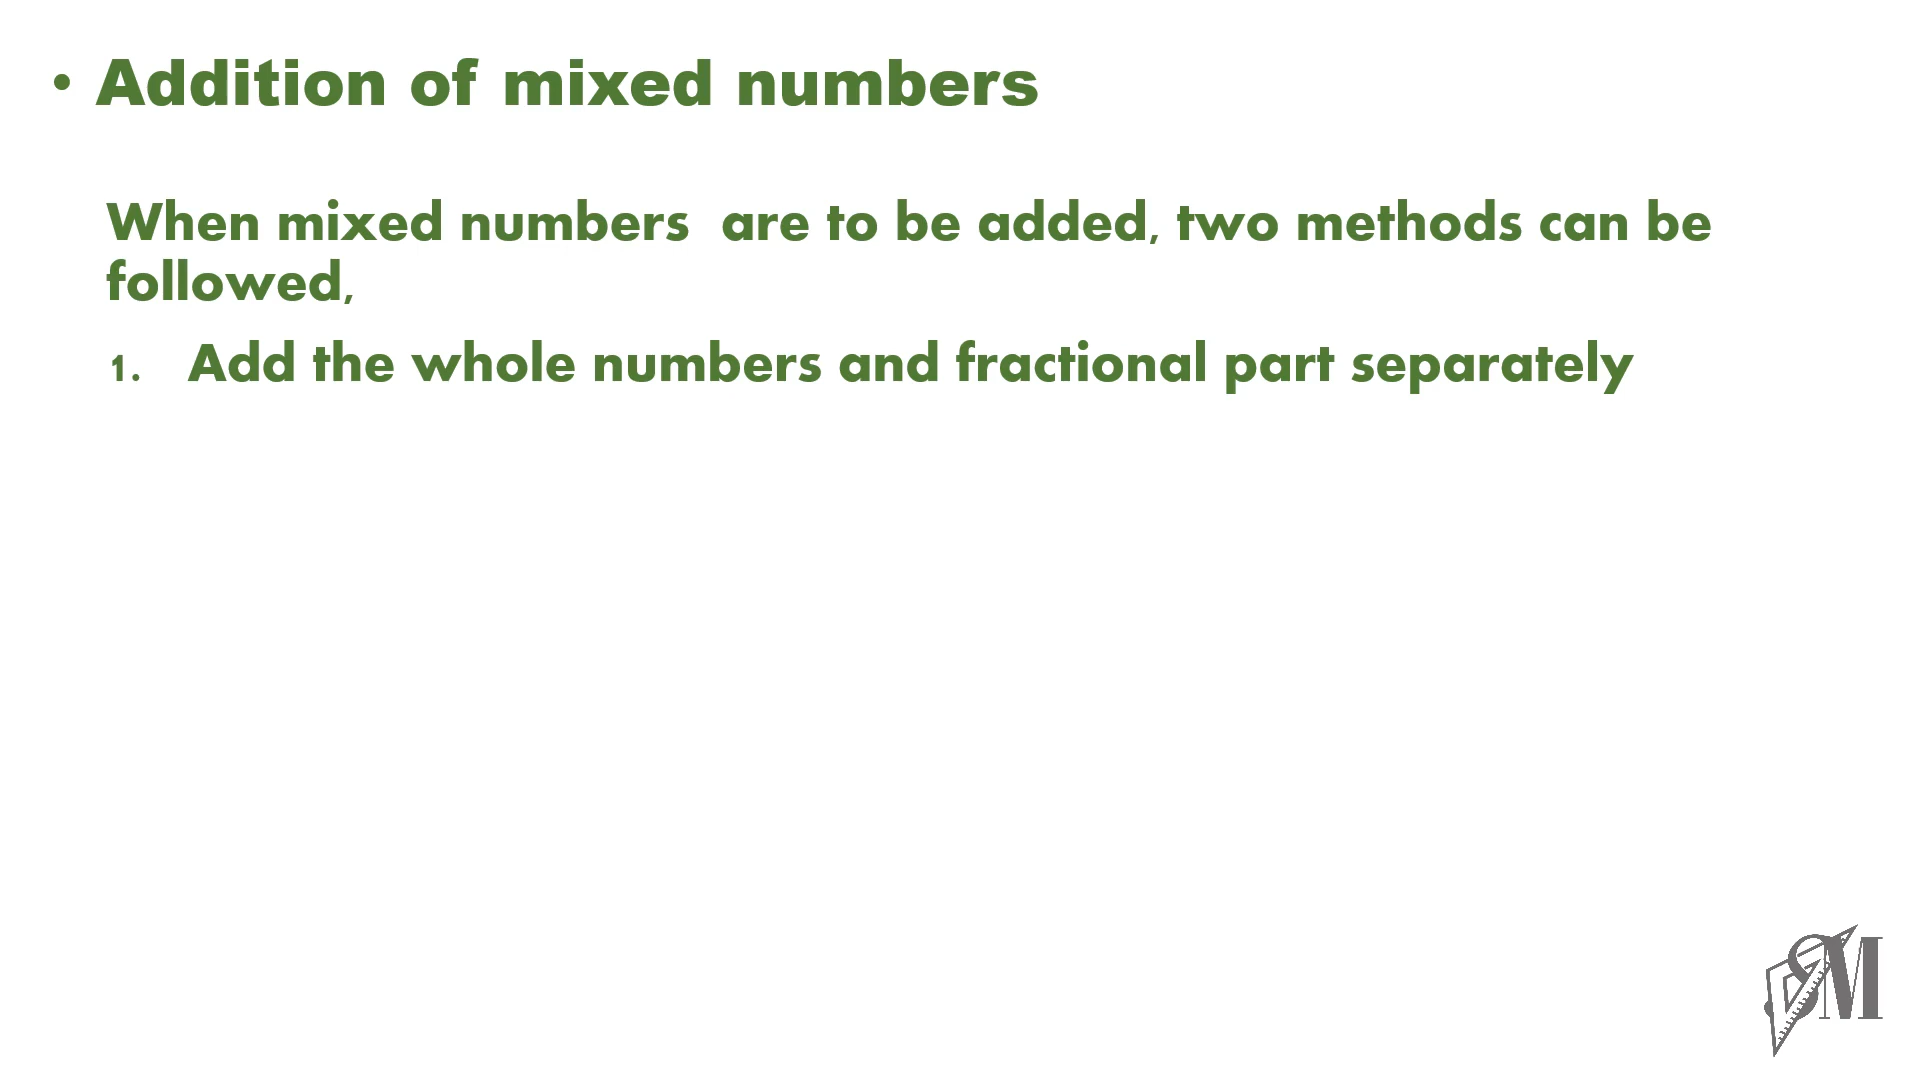 • Addition of mixed numbers
When mixed numbers  are to be added, two methods can be
followed,
1. Add the whole numbers and fractional part separately
SM